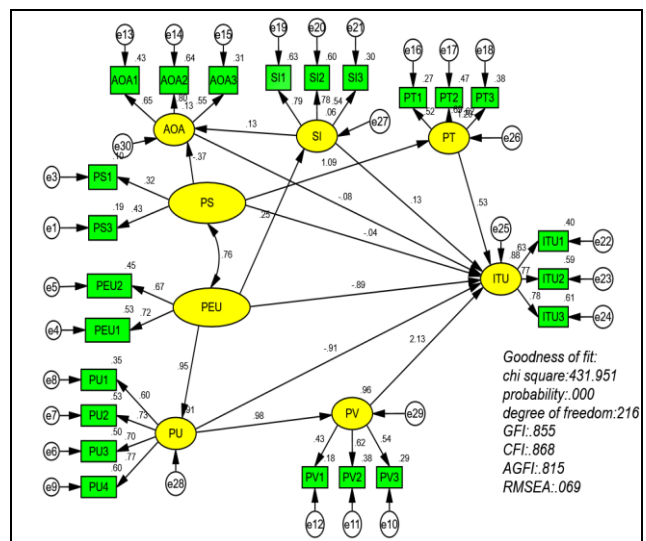 e13 e14 e15 e19 e20 e21 e16 e17 e18
.43 .64 .31 .63 .60 .30 .27 .47 .38
AOA1 AOA2 AOA3 SI1 SI2 SI3 PT1 PT2 PT3
.65 .80 .55 .79 .78 .54 .52
.13 .06 1.20
AOA SI PT
e30 e27 e26
.13
-.37 1.09 -.08 .13 .53
e3 PS1 .10 .32
PS
e1 PS3 .19 .43
.25 -.04
.76
e25 .88
ITU
.40 ITU1 e22 .63
.59 ITU2 e23 .77
.61 ITU3 e24 .78
e5 PEU2 .45 .67
PEU -.89
e4 PEU1 .53 .72
.95 -.91 2.13
e8 PU1 .35 .60
e7 PU2 .53 .73
e6 PU3 .50 .70
e9 PU4 .60 .77
.91 PU .98 .96 PV e29
e28
.43 .62 .54
PV1 .18 PV2 .38 PV3 .29
e12 e11 e10
Goodness of fit:
chi square:431.951
probability:.000
degree of freedom:216
GFI:.855
CFI:.868
AGFI:.815
RMSEA:.069